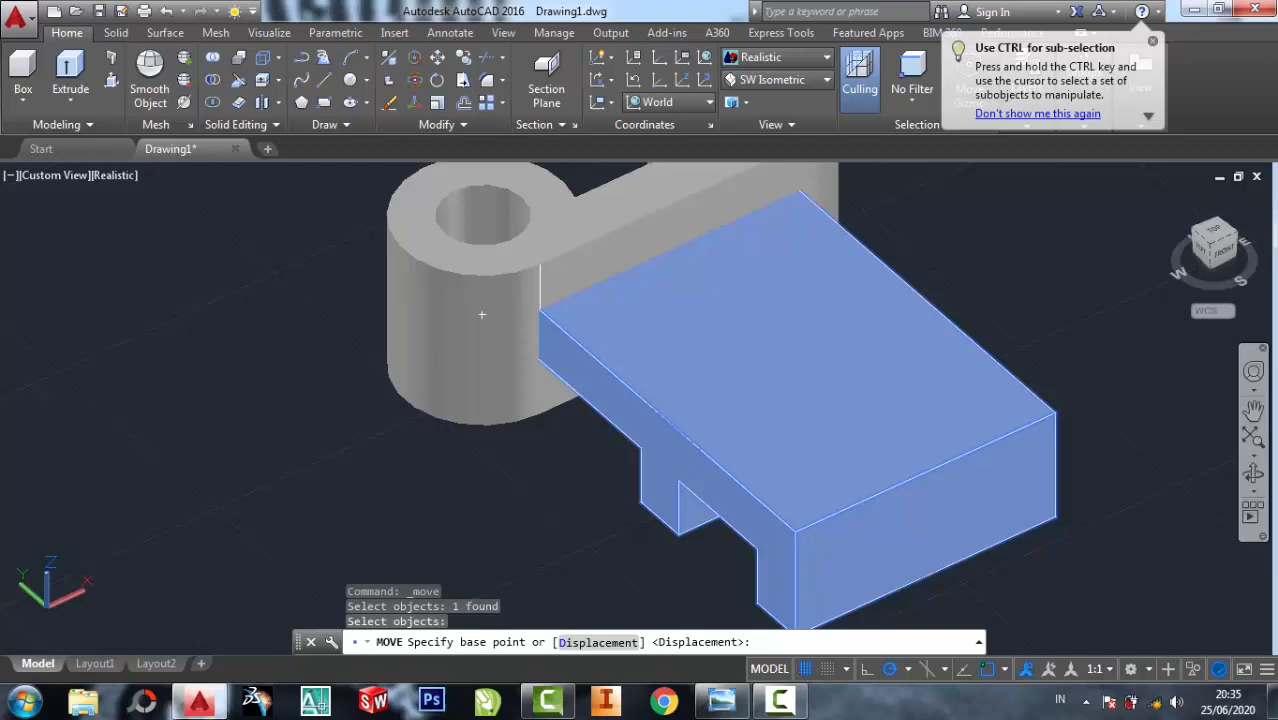 Autodesk AutoCAD 2016 Drawing1.dwg
Type a keyword or phrase
Sign In
Home Solid Surface Mesh Visualize Parametric Insert Annotate View Manage Output Add-ins A360 Express Tools Featured Apps BIM 360 Performance
Box
Extrude
Smooth
Object
Section
Plane
World
Realistic
SW Isometric
Culling
No Filter
Modeling
Mesh
Solid Editing
Draw
Modify
Section
Coordinates
View
Selection
Use CTRL for sub-selection
Press and hold the CTRL key and
use the cursor to select a set of
subobjects to manipulate.
Don't show me this again
Start
Drawing1*
[−][Custom View][Realistic]
TOP
FRONT
W
S
E
WCS
Z
Y
X
Command: _move
Select objects: 1 found
Select objects:
MOVE Specify base point or [Displacement] <Displacement>:
Model Layout1 Layout2
MODEL
1:1
IN
20:35
25/06/2020